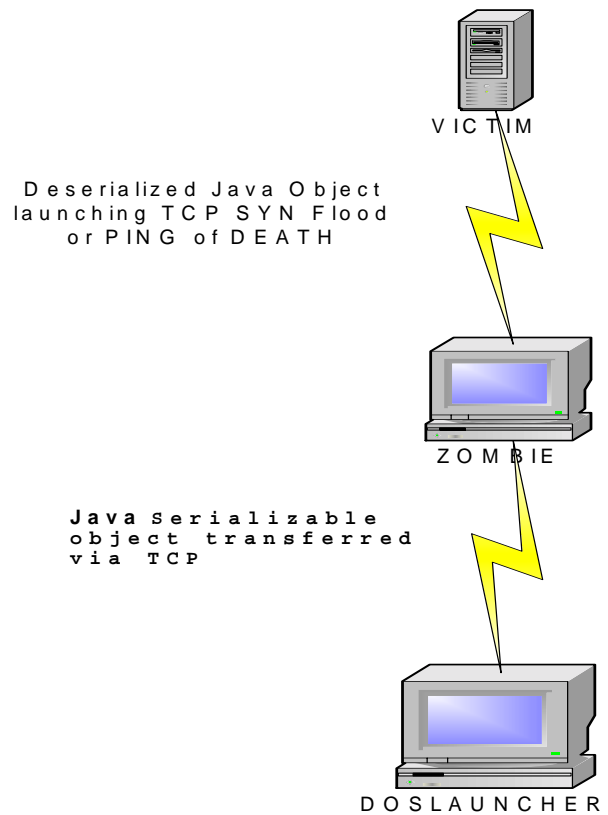 VICTIM
Deserialized Java Object
launching TCP SYN Flood
or PING of DEATH
ZOMBIE
Java Serializable
object transferred
via TCP
DOSLAUNCHER